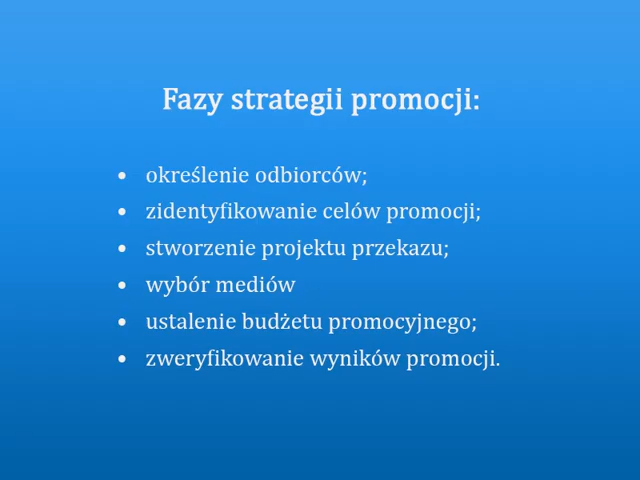 Fazy strategii promocji:
• określenie odbiorców;
• zidentyfikowanie celów promocji;
• stworzenie projektu przekazu;
• wybór mediów
• ustalenie budżetu promocyjnego;
• zweryfikowanie wyników promocji.